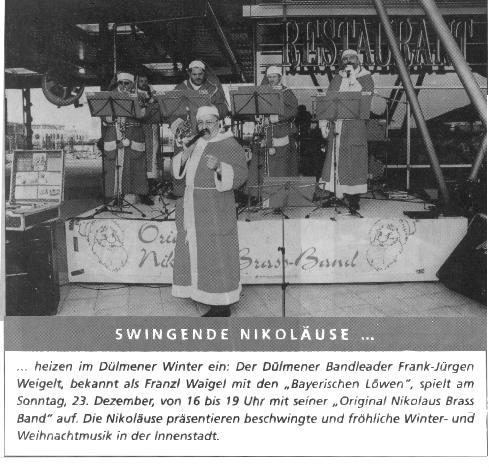 RESTAURANT
Original
Nikolaus Brass-Band
SWINGENDE NIKOLÄUSE ...
... heizen im Dülmener Winter ein: Der Dülmener Bandleader Frank-Jürgen
Weigelt, bekannt als Franzl Waigel mit den „Bayerischen Löwen", spielt am
Sonntag, 23. Dezember, von 16 bis 19 Uhr mit seiner „Original Nikolaus Brass
Band" auf. Die Nikoläuse präsentieren beschwingte und fröhliche Winter- und
Weihnachtmusik in der Innenstadt.